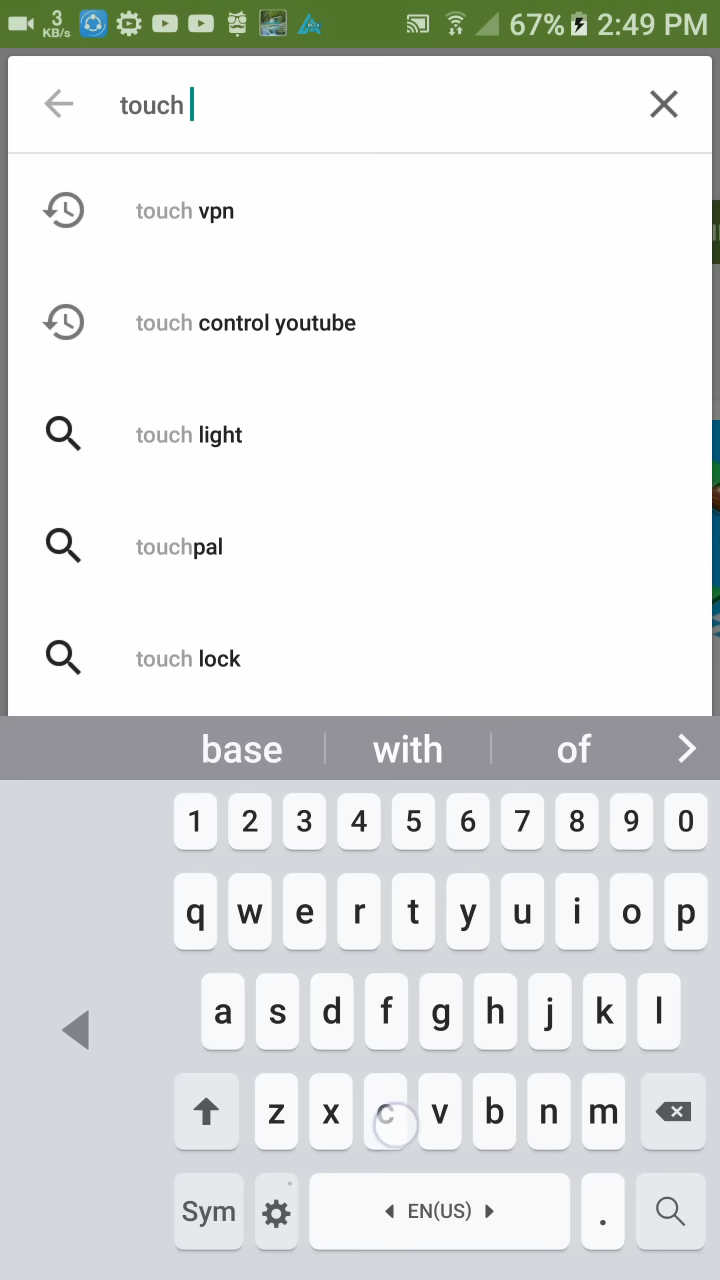 3 KB/s 67% 2:49 PM
touch
touch vpn
touch control youtube
touch light
touchpal
touch lock
base with of
1 2 3 4 5 6 7 8 9 0
q w e r t y u i o p
a s d f g h j k l
z x c v b n m
Sym EN(US) .